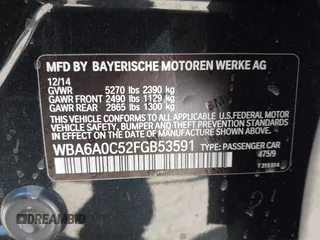 MFD BY BAYERISCHE MOTOREN WERKE AG
12/14
GVWR 5270 lbs 2390 kg
GAWR FRONT 2490 lbs 1129 kg
GAWR REAR 2865 lbs 1300 kg
THIS VEHICLE CONFORMS TO ALL APPLICABLE FEDERAL
MOTOR VEHICLE SAFETY, BUMPER, AND THEFT PREVENTION
STANDARDS IN EFFECT ON THE DATE OF MANUFACTURE
SHOWN ABOVE.
WBA6A0C52FGB53591 TYPE: PASSENGER CAR
475/9
DREAMBID